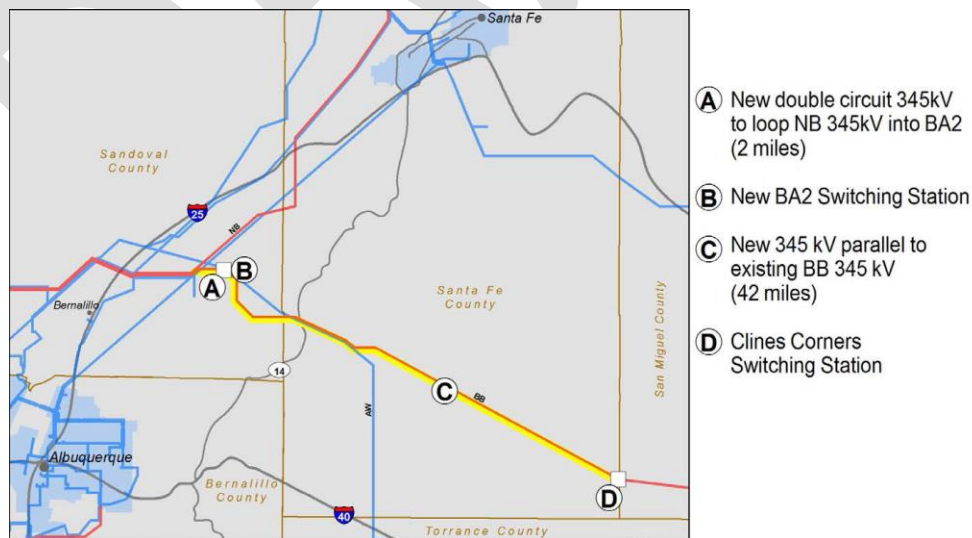 Santa Fe
Sandoval
County
25
NB
B
A
Bernalillo
Santa Fe
County
San Miguel County
14
C
BB
AW
Albuquerque
Bernalillo
County
D
40
Torrance County
A New double circuit 345kV
to loop NB 345kV into BA2
(2 miles)
B New BA2 Switching Station
C New 345 kV parallel to
existing BB 345 kV
(42 miles)
D Clines Corners
Switching Station